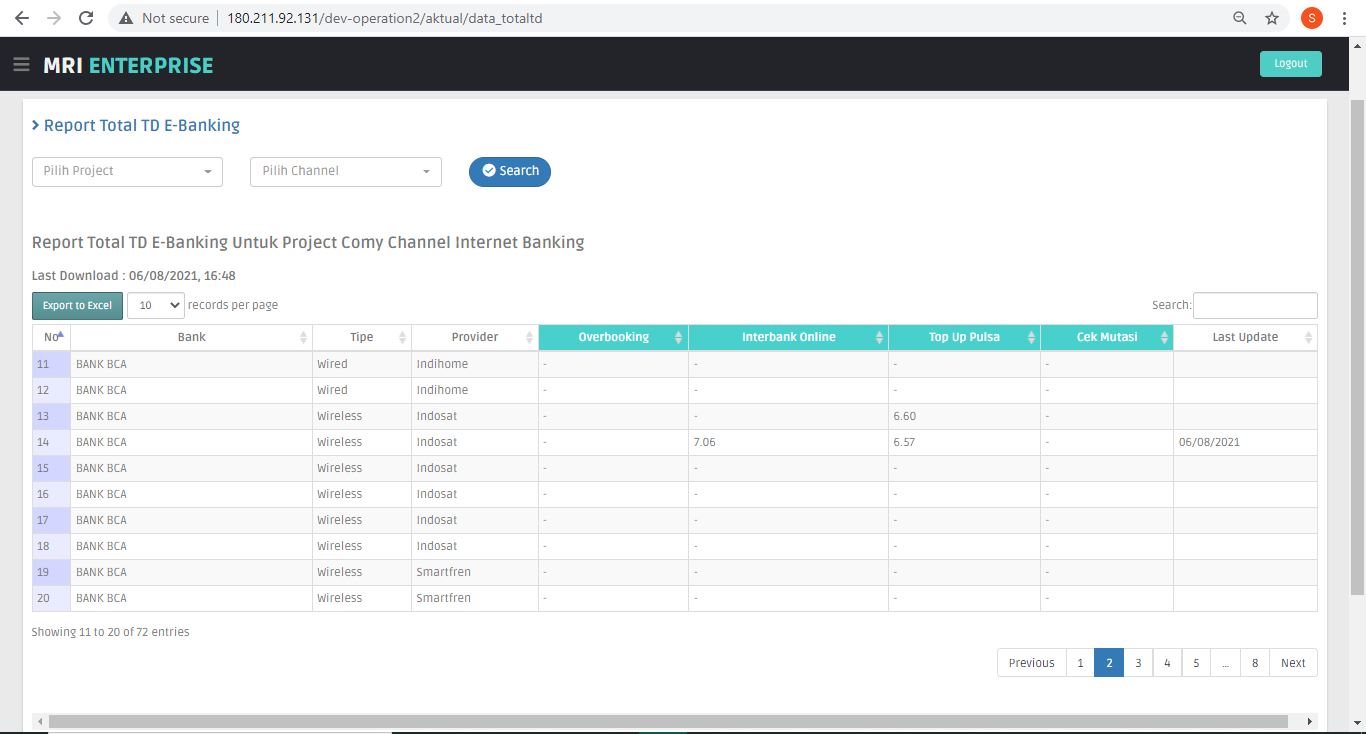 Not secure | 180.211.92.131/dev-operation2/aktual/data_totaltd S
MRI ENTERPRISE Logout
Report Total TD E-Banking
Pilih Project Pilih Channel Search
Report Total TD E-Banking Untuk Project Comy Channel Internet Banking
Last Download : 06/08/2021, 16:48
Export to Excel 10 records per page Search:
No Bank Tipe Provider Overbooking Interbank Online Top Up Pulsa Cek Mutasi Last Update
11 BANK BCA Wired Indihome - - - -
12 BANK BCA Wired Indihome - - - -
13 BANK BCA Wireless Indosat - - 6.60 -
14 BANK BCA Wireless Indosat - 7.06 6.57 - 06/08/2021
15 BANK BCA Wireless Indosat - - - -
16 BANK BCA Wireless Indosat - - - -
17 BANK BCA Wireless Indosat - - - -
18 BANK BCA Wireless Indosat - - - -
19 BANK BCA Wireless Smartfren - - - -
20 BANK BCA Wireless Smartfren - - - -
Showing 11 to 20 of 72 entries
Previous 1 2 3 4 5 ... 8 Next